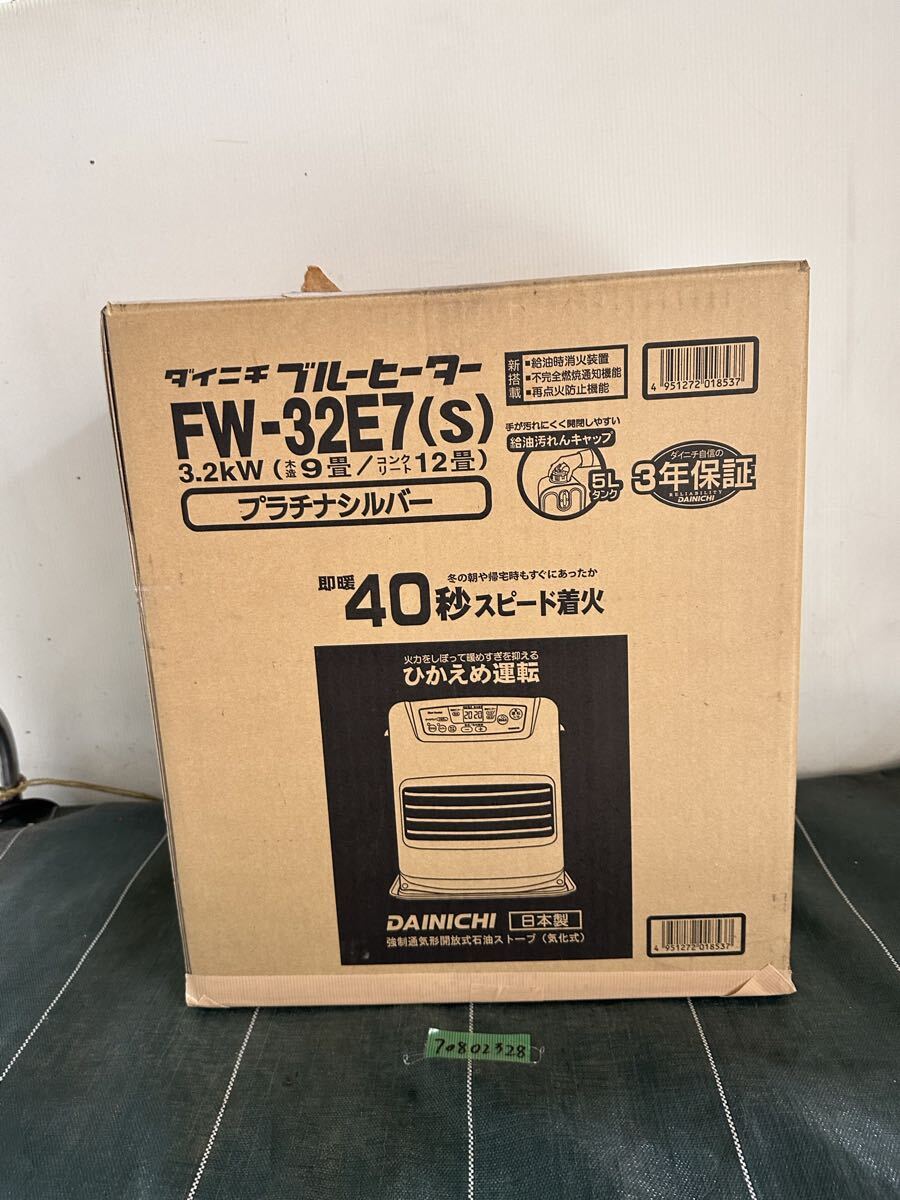 ダイニチ ブルーヒーター
FW-32E7(S)
3.2kW (木造9畳/コンクリート12畳)
プラチナシルバー
新搭載
■給油時消火装置
■不完全燃焼通知機能
■再点火防止機能
4 951272 018537
手が汚れにくく開閉しやすい
給油汚れんキャップ
5L
タンク
ダイニチ自信の
3年保証
RELIABILITY
DAINICHI
冬の朝や帰宅時もすぐにあったか
即暖40秒スピード着火
火力をしぼって暖めすぎを抑える
ひかえめ運転
20 20
DAINICHI 日本製
強制通気形開放式石油ストーブ(気化式)
4 951272 018537
70802328